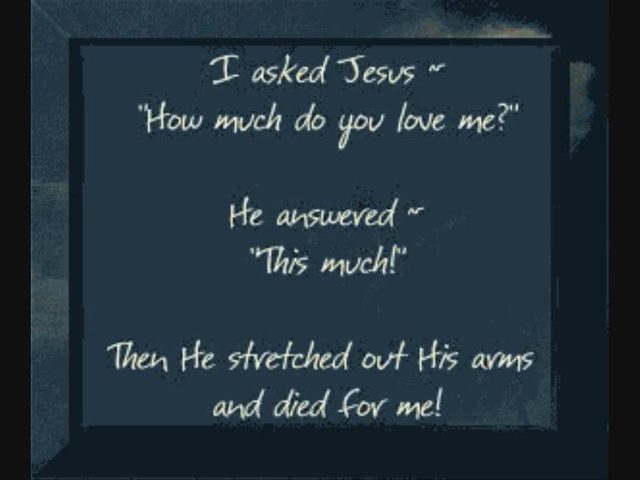 I asked Jesus ~
"How much do you love me?"
He answered ~
"This much!"
Then He stretched out His arms
and died for me!